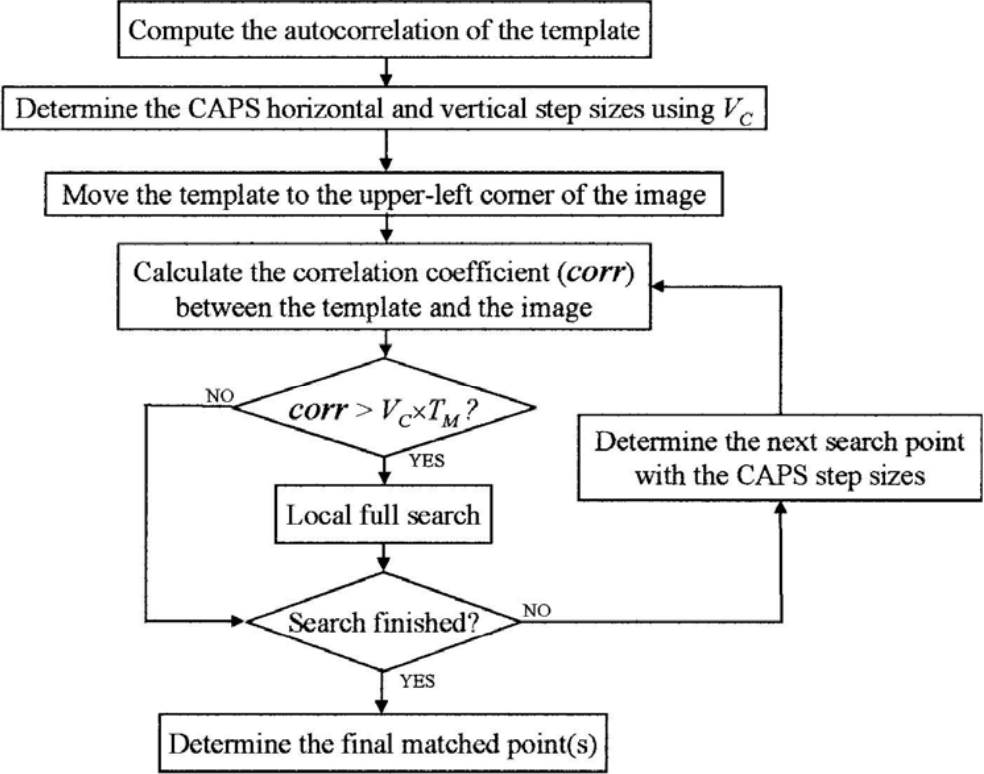 Compute the autocorrelation of the template
Determine the CAPS horizontal and vertical step sizes using V_C
Move the template to the upper-left corner of the image
Calculate the correlation coefficient (corr)
between the template and the image
NO
corr > V_C×T_M?
YES
Determine the next search point
with the CAPS step sizes
Local full search
Search finished?
NO
YES
Determine the final matched point(s)